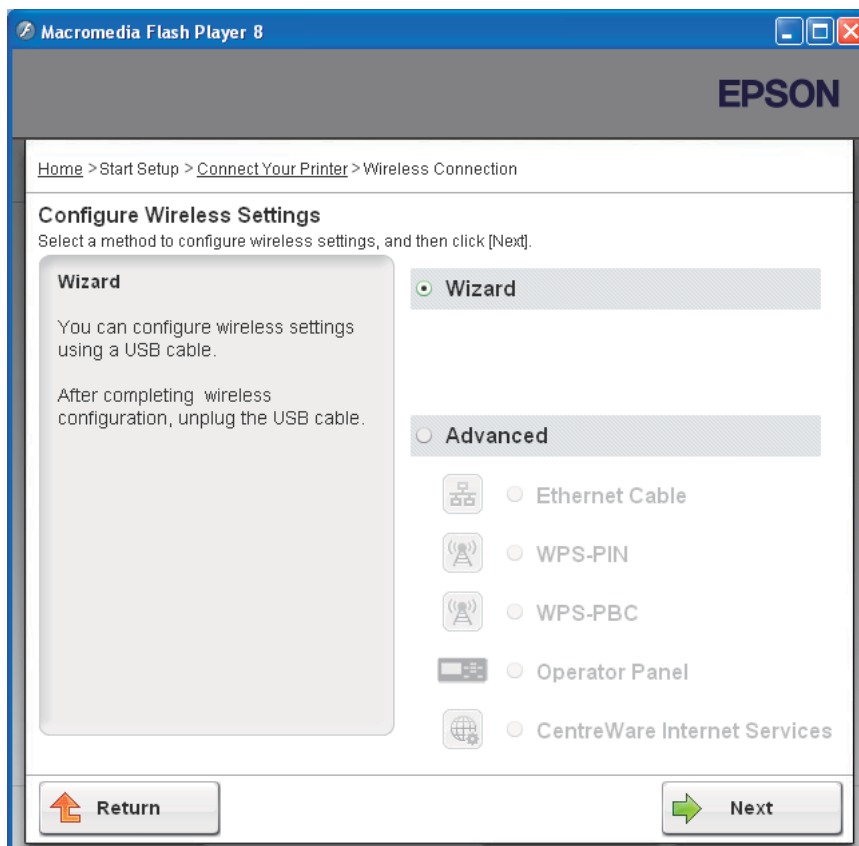 Macromedia Flash Player 8
EPSON
Home > Start Setup > Connect Your Printer > Wireless Connection
Configure Wireless Settings
Select a method to configure wireless settings, and then click [Next].
Wizard
You can configure wireless settings
using a USB cable.
After completing wireless
configuration, unplug the USB cable.
Wizard
Advanced
Ethernet Cable
WPS-PIN
WPS-PBC
Operator Panel
CentreWare Internet Services
Return
Next